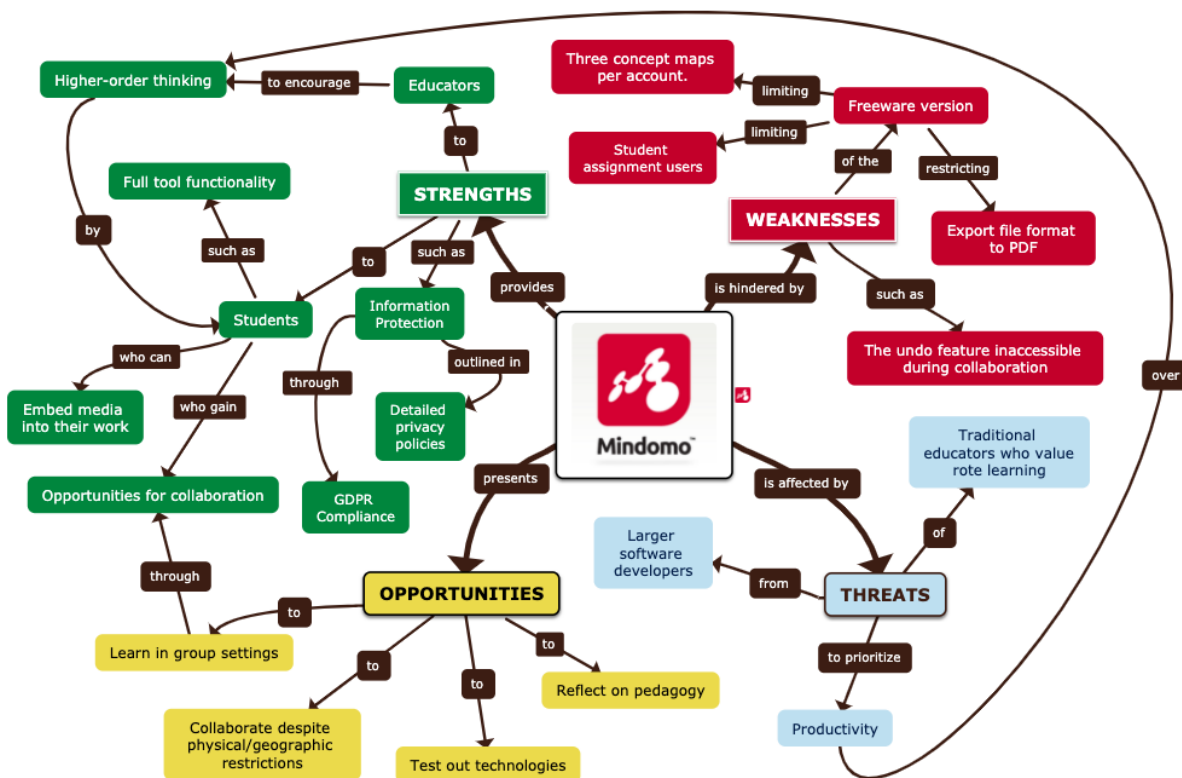 Higher-order thinking
to encourage
Educators
to
Three concept maps
per account.
limiting
Freeware version
limiting
Student
assignment users
of the
restricting
Full tool functionality
STRENGTHS
WEAKNESSES
Export file format
to PDF
by
such as
to
such as
provides
is hindered by
such as
Students
Information
Protection
who can
through
outlined in
The undo feature inaccessible
during collaboration
over
Embed media
into their work
who gain
Detailed
privacy
policies
Mindomo™
Traditional
educators who value
rote learning
Opportunities for collaboration
GDPR
Compliance
presents
is affected by
Larger
software
developers
of
through
OPPORTUNITIES
from
THREATS
to
Learn in group settings
to
to
to
Reflect on pedagogy
to prioritize
Collaborate despite
physical/geographic
restrictions
Test out technologies
Productivity